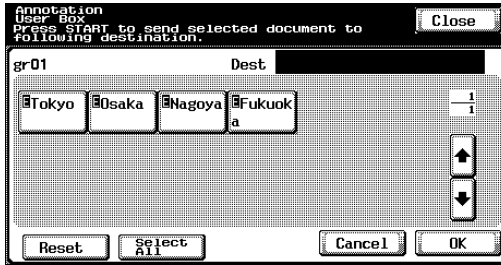 Annotation
User Box
Press START to send selected document to
following destination.
Close
gr01
Dest
Tokyo
Osaka
Nagoya
Fukuok
a
1
1
Reset
Select
All
Cancel
OK